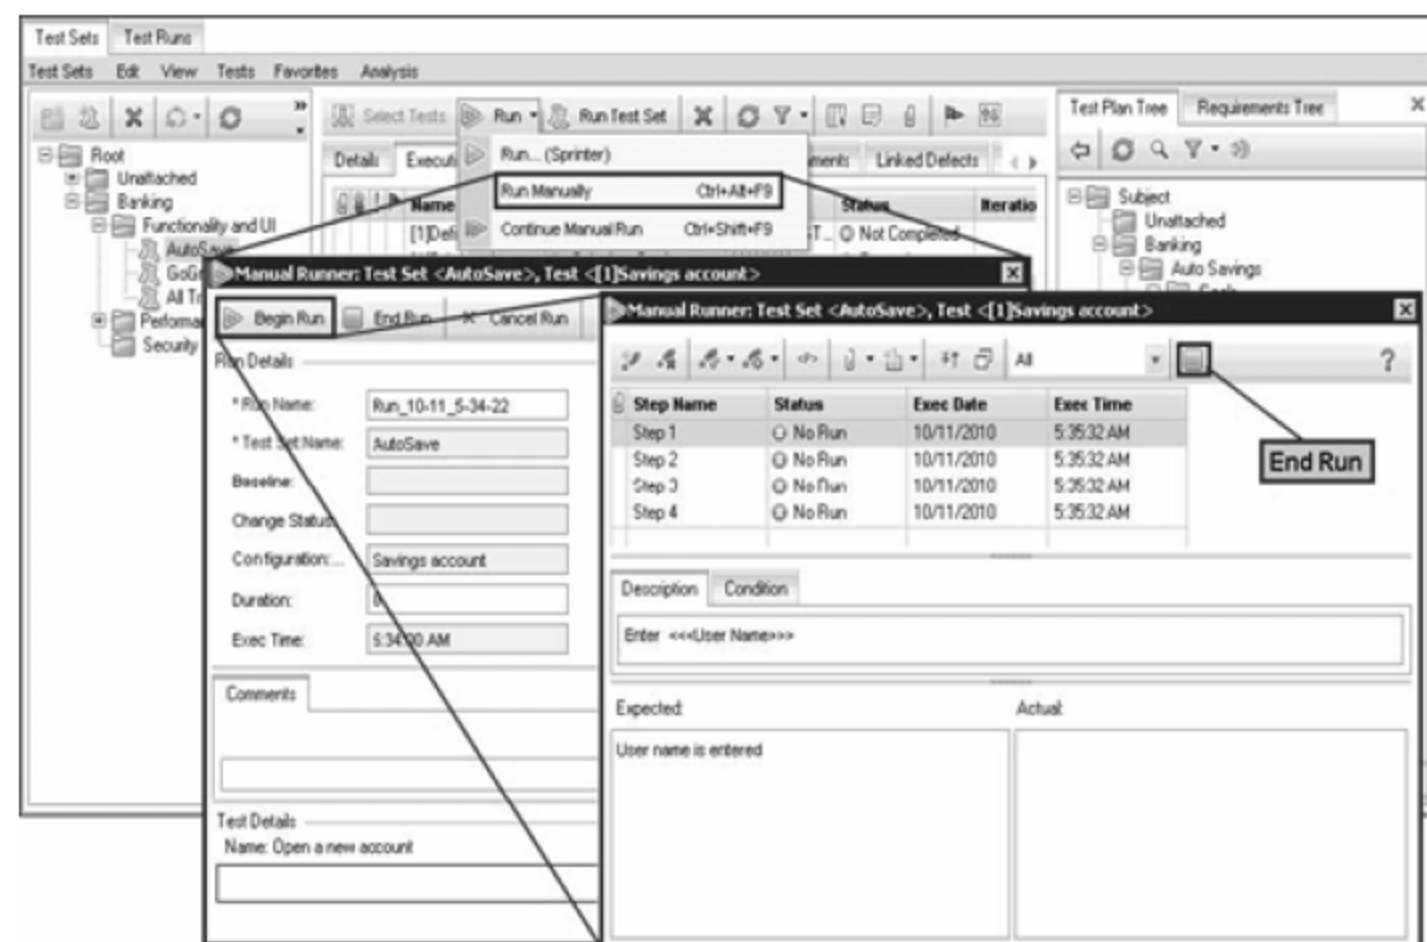 Test Sets Test Runs
Test Sets Edit View Tests Favorites Analysis
Select Tests Run Run Test Set
Run... (Sprinter)
Run Manually Ctrl+Alt+F9
Continue Manual Run Ctrl+Shift+F9
Details Linked Defects
Name Status
[1] Not Completed
Root
Unattached
Banking
Functionality and UI
AutoSave
All
Security
Test Plan Tree Requirements Tree
Subject
Unattached
Banking
Auto Savings
Manual Runner: Test Set <AutoSave>, Test <[1]Savings account>
Begin Run End Run Cancel Run
Run Details
* Run Name: Run_10-11_5-34-22
* Test Set Name: AutoSave
Baseline:
Change Status
Configuration:... Savings account
Duration: 0
Exec Time: 5:34:00 AM
Comments
Test Details
Name: Open a new account
Manual Runner: Test Set <AutoSave>, Test <[1]Savings account>
All ?
Step Name Status Exec Date Exec Time
Step 1 No Run 10/11/2010 5:35:32 AM
Step 2 No Run 10/11/2010 5:35:32 AM
Step 3 No Run 10/11/2010 5:35:32 AM
Step 4 No Run 10/11/2010 5:35:32 AM
End Run
Description Condition
Enter <<<User Name>>>
Expected: Actual:
User name is entered